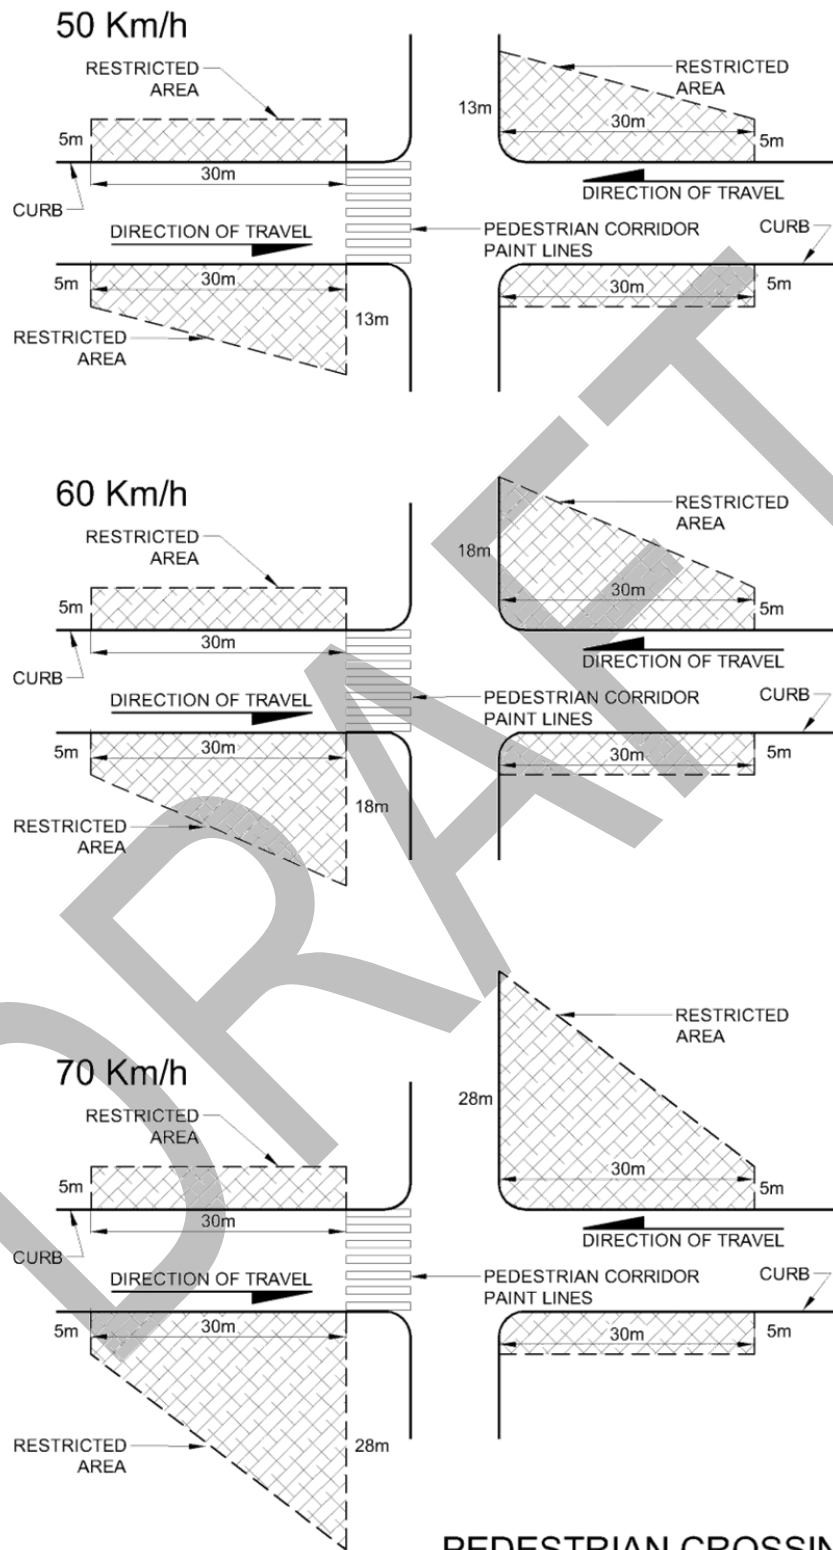 50 Km/h
RESTRICTED
AREA
RESTRICTED
AREA
5m
13m
30m
5m
30m
CURB
DIRECTION OF TRAVEL
DIRECTION OF TRAVEL
PEDESTRIAN CORRIDOR
PAINT LINES
CURB
5m
30m
30m
5m
13m
RESTRICTED
AREA
60 Km/h
RESTRICTED
AREA
RESTRICTED
AREA
5m
18m
30m
5m
30m
CURB
DIRECTION OF TRAVEL
DIRECTION OF TRAVEL
PEDESTRIAN CORRIDOR
PAINT LINES
CURB
5m
30m
30m
5m
18m
RESTRICTED
AREA
70 Km/h
RESTRICTED
AREA
RESTRICTED
AREA
5m
28m
30m
5m
30m
CURB
DIRECTION OF TRAVEL
DIRECTION OF TRAVEL
PEDESTRIAN CORRIDOR
PAINT LINES
CURB
5m
30m
30m
5m
28m
RESTRICTED
AREA
DRAFT
PEDESTRIAN CROSSIN